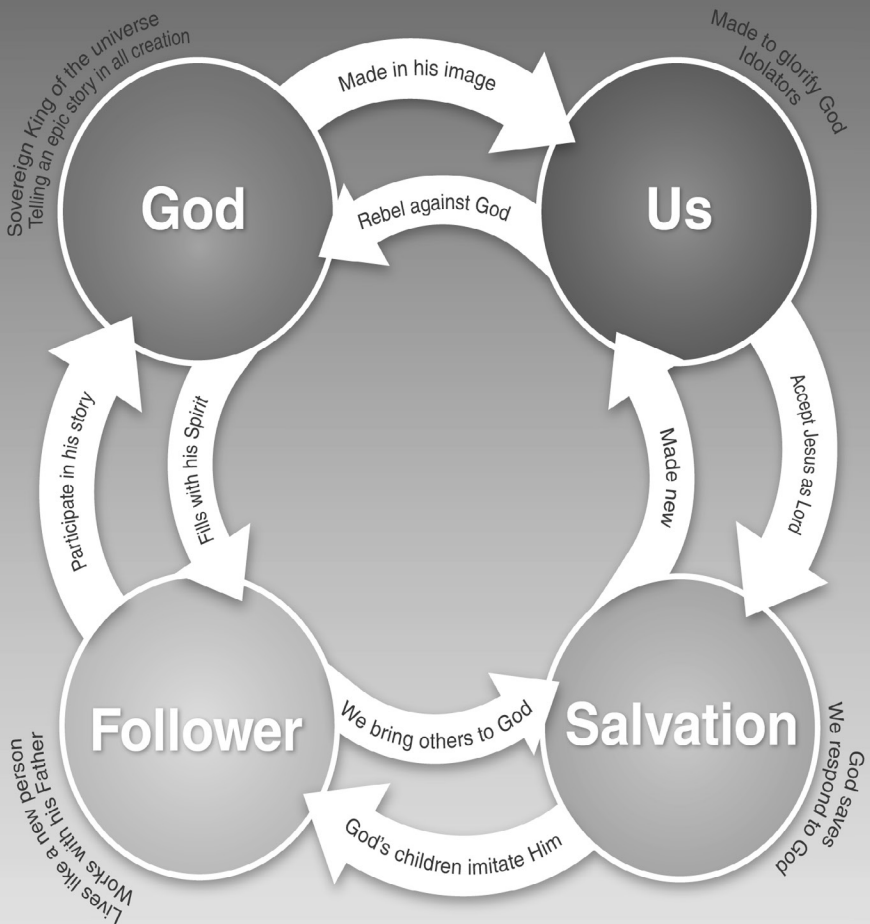 Sovereign King of the universe
Telling an epic story in all creation
God
Made in his image
Rebel against God
Made to glority God
Idolators
Us
Accept Jesus as Lord
Made new
Participate in his story
Fills with his Spirit
Follower
Lives like a new person
Works with his Father
We bring others to God
God's children imitate Him
Salvation
God saves
We respond to God